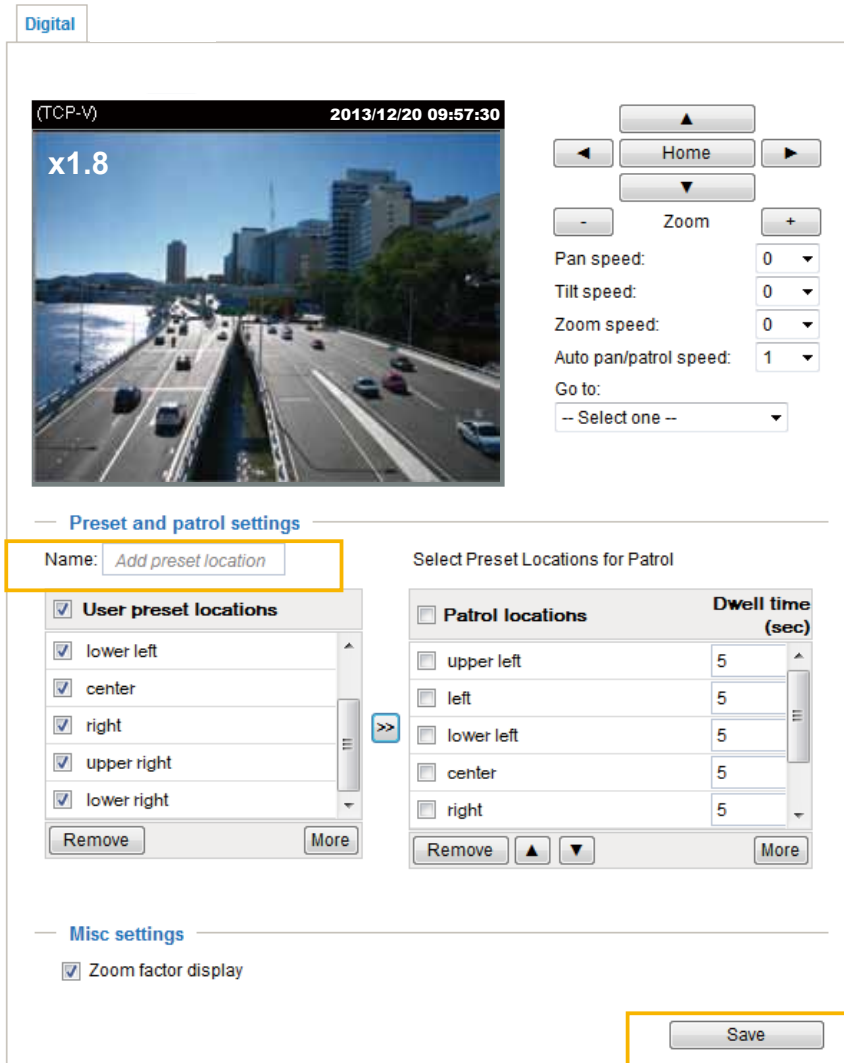 Digital
(TCP-V) 2013/12/20 09:57:30
x1.8
▲
◄ Home ►
▼
- Zoom +
Pan speed: 0
Tilt speed: 0
Zoom speed: 0
Auto pan/patrol speed: 1
Go to:
-- Select one --
Preset and patrol settings
Name: Add preset location
Select Preset Locations for Patrol
User preset locations
lower left
center
right
upper right
lower right
Remove More
>>
Patrol locations Dwell time
(sec)
upper left 5
left 5
lower left 5
center 5
right 5
Remove ▲ ▼ More
Misc settings
Zoom factor display
Save